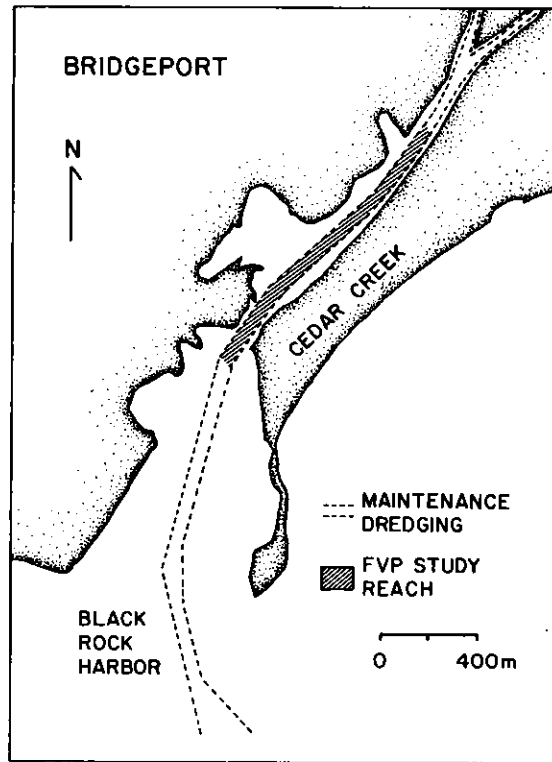 BRIDGEPORT
N
CEDAR CREEK
MAINTENANCE
DREDGING
FVP STUDY
REACH
BLACK
ROCK
HARBOR
0 400m